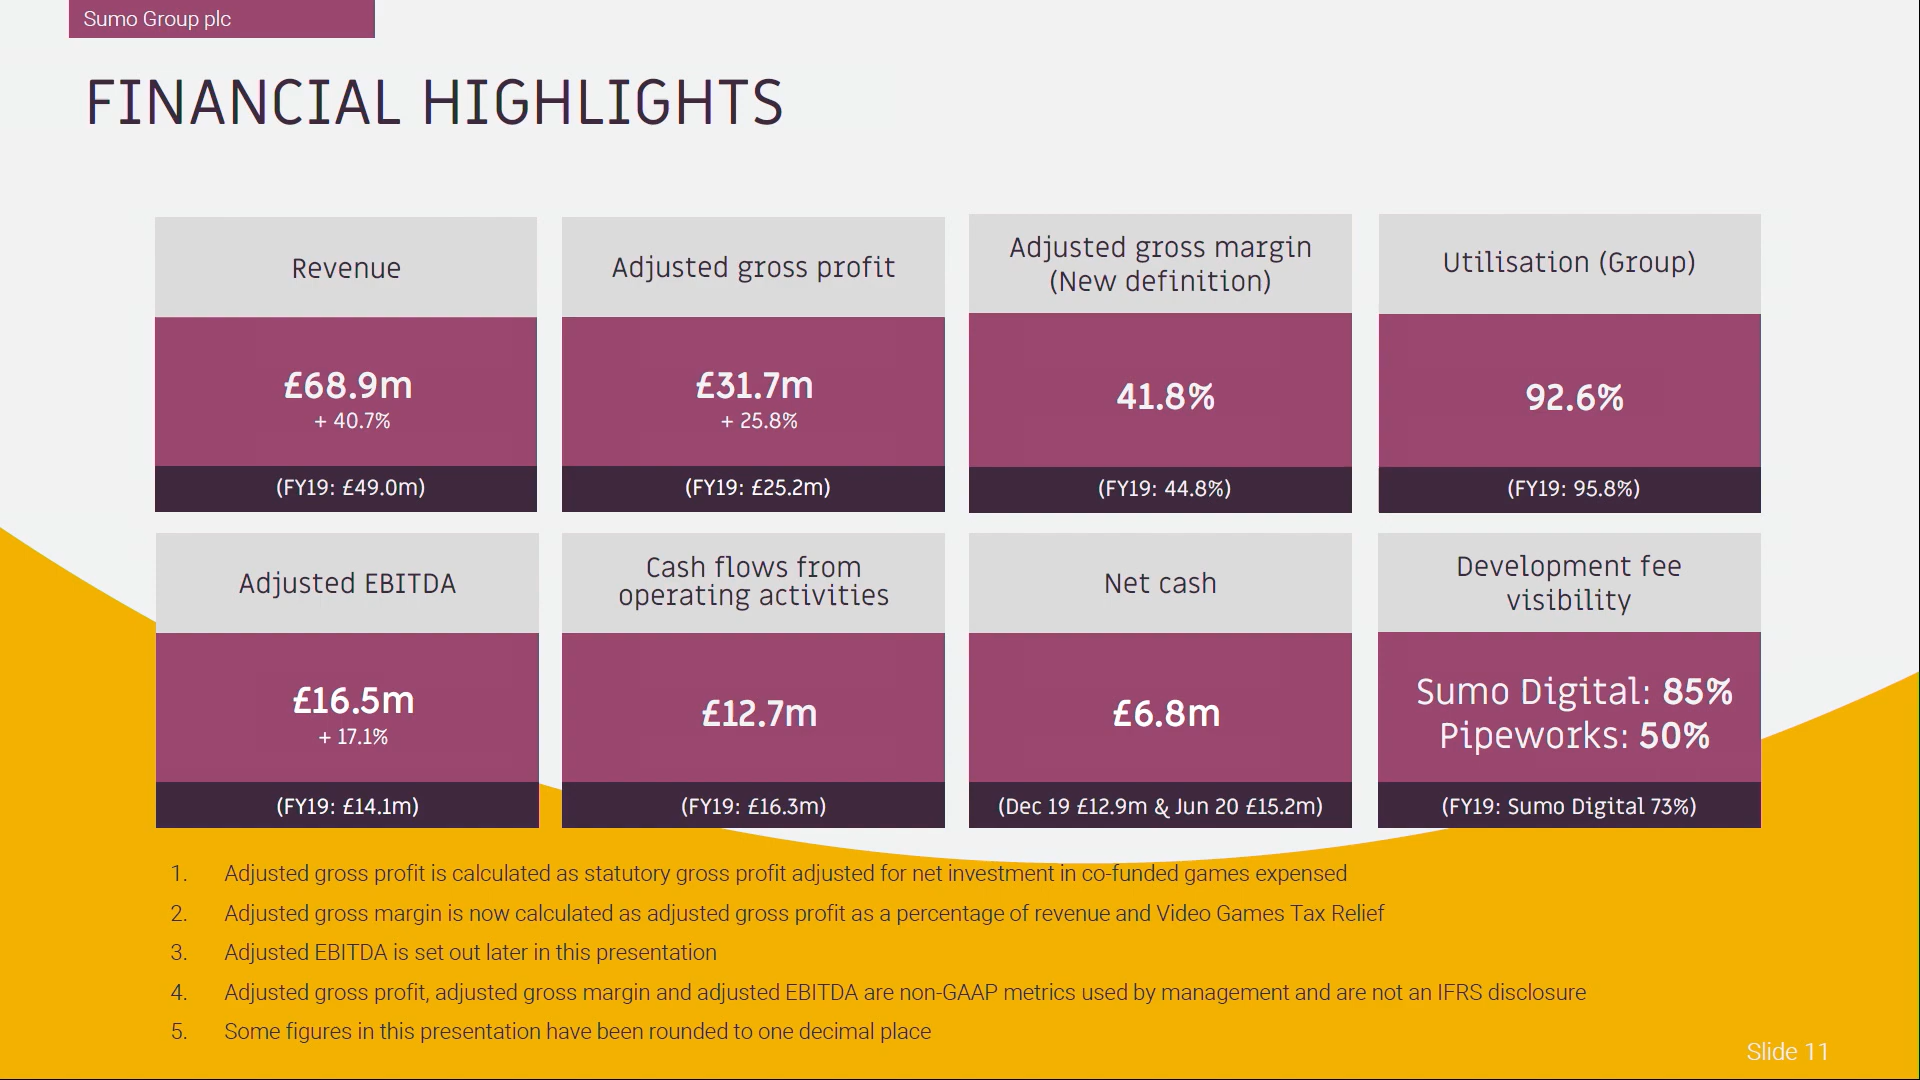 Sumo Group plc
FINANCIAL HIGHLIGHTS
Revenue
£68.9m
+ 40.7%
(FY19: £49.0m)
Adjusted gross profit
£31.7m
+ 25.8%
(FY19: £25.2m)
Adjusted gross margin
(New definition)
41.8%
(FY19: 44.8%)
Utilisation (Group)
92.6%
(FY19: 95.8%)
Adjusted EBITDA
£16.5m
+ 17.1%
(FY19: £14.1m)
Cash flows from
operating activities
£12.7m
(FY19: £16.3m)
Net cash
£6.8m
(Dec 19 £12.9m & Jun 20 £15.2m)
Development fee
visibility
Sumo Digital: 85%
Pipeworks: 50%
(FY19: Sumo Digital 73%)
1. Adjusted gross profit is calculated as statutory gross profit adjusted for net investment in co-funded games expensed
2. Adjusted gross margin is now calculated as adjusted gross profit as a percentage of revenue and Video Games Tax Relief
3. Adjusted EBITDA is set out later in this presentation
4. Adjusted gross profit, adjusted gross margin and adjusted EBITDA are non-GAAP metrics used by management and are not an IFRS disclosure
5. Some figures in this presentation have been rounded to one decimal place
Slide 11